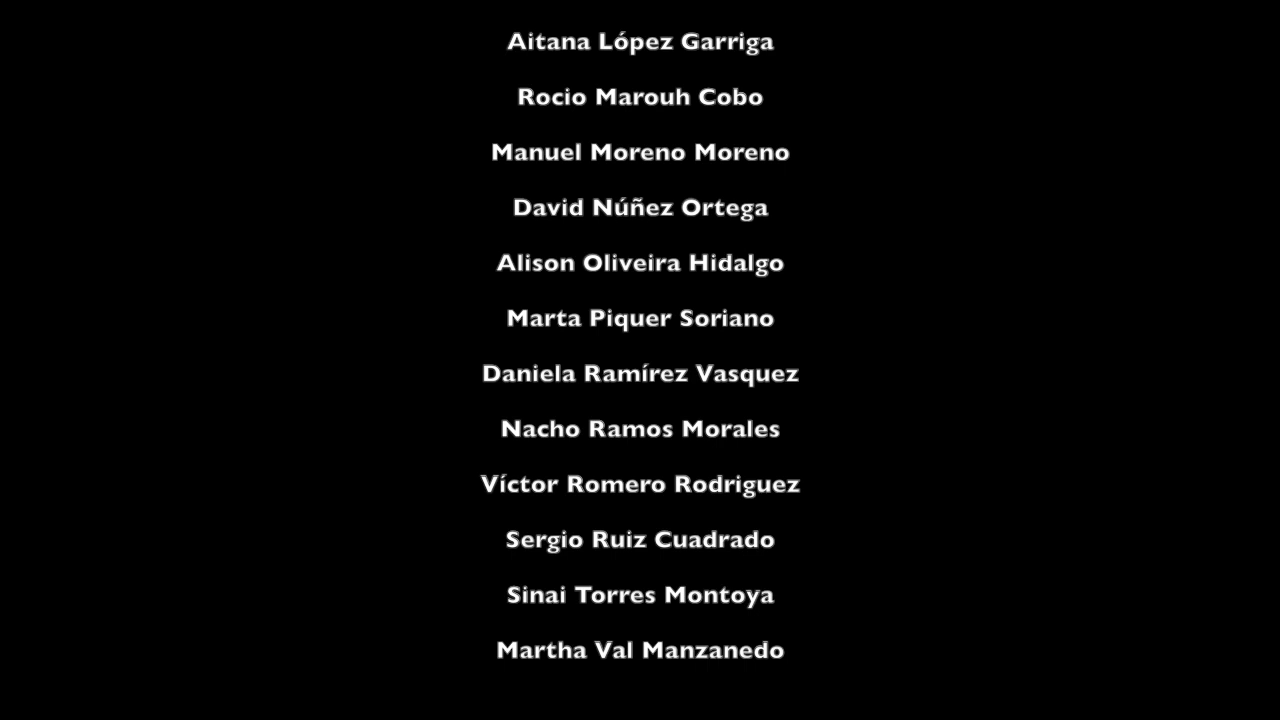 Aitana López Garriga
Rocio Marouh Cobo
Manuel Moreno Moreno
David Núñez Ortega
Alison Oliveira Hidalgo
Marta Piquer Soriano
Daniela Ramírez Vasquez
Nacho Ramos Morales
Víctor Romero Rodriguez
Sergio Ruiz Cuadrado
Sinai Torres Montoya
Martha Val Manzanedo